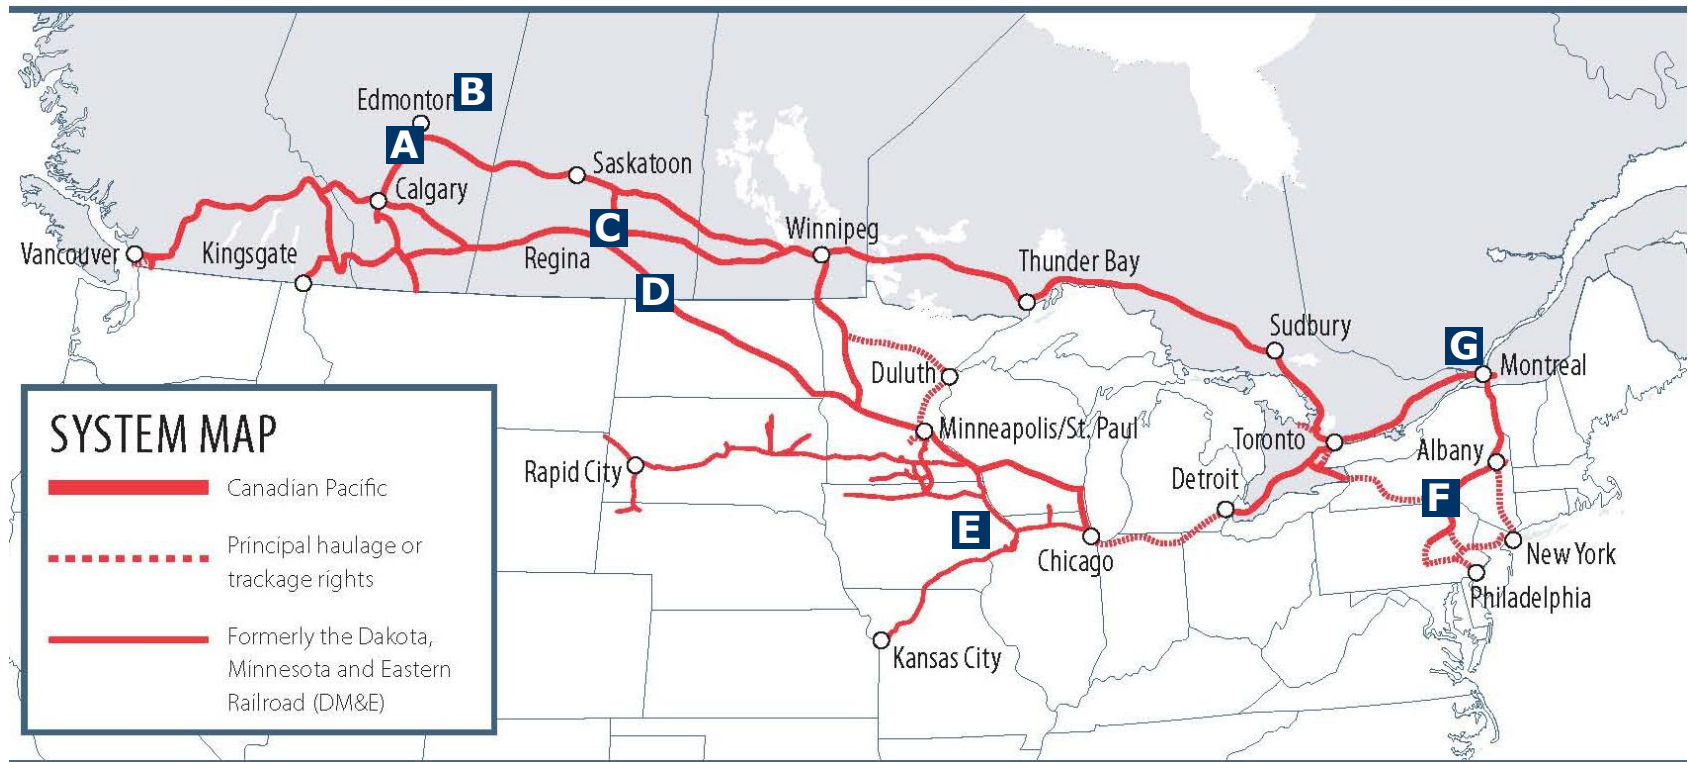 Edmonton
B
A
Saskatoon
Calgary
C
Winnipeg
Vancouver
Kingsgate
Regina
Thunder Bay
D
Sudbury
G
Montreal
Duluth
SYSTEM MAP
Canadian Pacific
Principal haulage or
trackage rights
Formerly the Dakota,
Minnesota and Eastern
Railroad (DM&E)
Minneapolis/St. Paul
Toronto
Albany
Rapid City
Detroit
F
E
Chicago
New York
Philadelphia
Kansas City